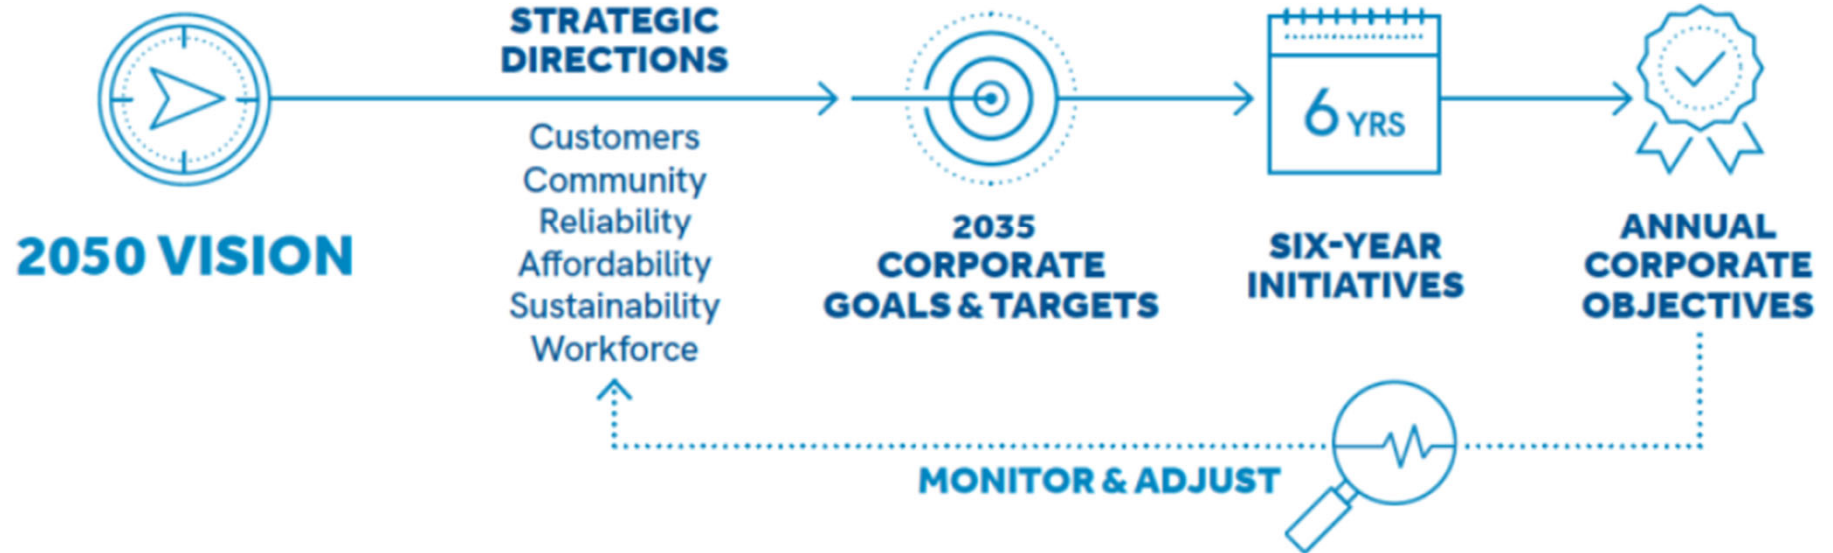 2050 VISION
STRATEGIC
DIRECTIONS
Customers
Community
Reliability
Affordability
Sustainability
Workforce
2035
CORPORATE
GOALS & TARGETS
6 YRS
SIX-YEAR
INITIATIVES
ANNUAL
CORPORATE
OBJECTIVES
MONITOR & ADJUST